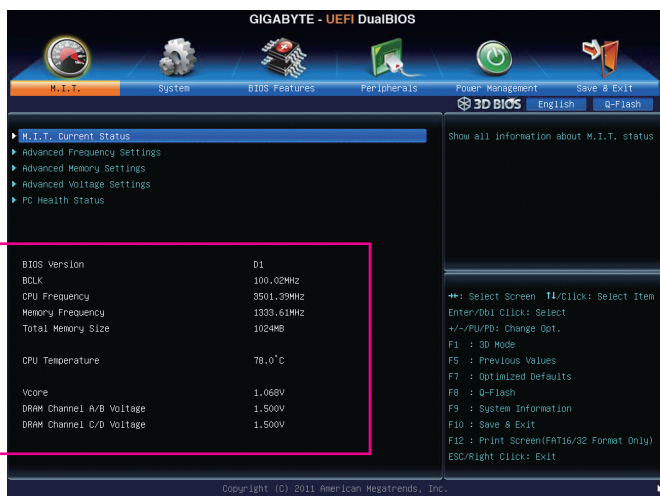 GIGABYTE - UEFI DualBIOS
M.I.T. System BIOS Features Peripherals Power Management Save & Exit
3D BIOS English Q-Flash
M.I.T. Current Status
Advanced Frequency Settings
Advanced Memory Settings
Advanced Voltage Settings
PC Health Status
Show all information about M.I.T. status
BIOS Version D1
BCLK 100.02MHz
CPU Frequency 3501.39MHz
Memory Frequency 1333.61MHz
Total Memory Size 1024MB
CPU Temperature 78.0°C
Vcore 1.068V
DRAM Channel A/B Voltage 1.500V
DRAM Channel C/D Voltage 1.500V
→←: Select Screen ↑↓/Click: Select Item
Enter/Dbl Click: Select
+/-/PU/PD: Change Opt.
F1 : 3D Mode
F5 : Previous Values
F7 : Optimized Defaults
F8 : Q-Flash
F9 : System Information
F10 : Save & Exit
F12 : Print Screen(FAT16/32 Format Only)
ESC/Right Click: Exit
Copyright (C) 2011 American Megatrends, Inc.